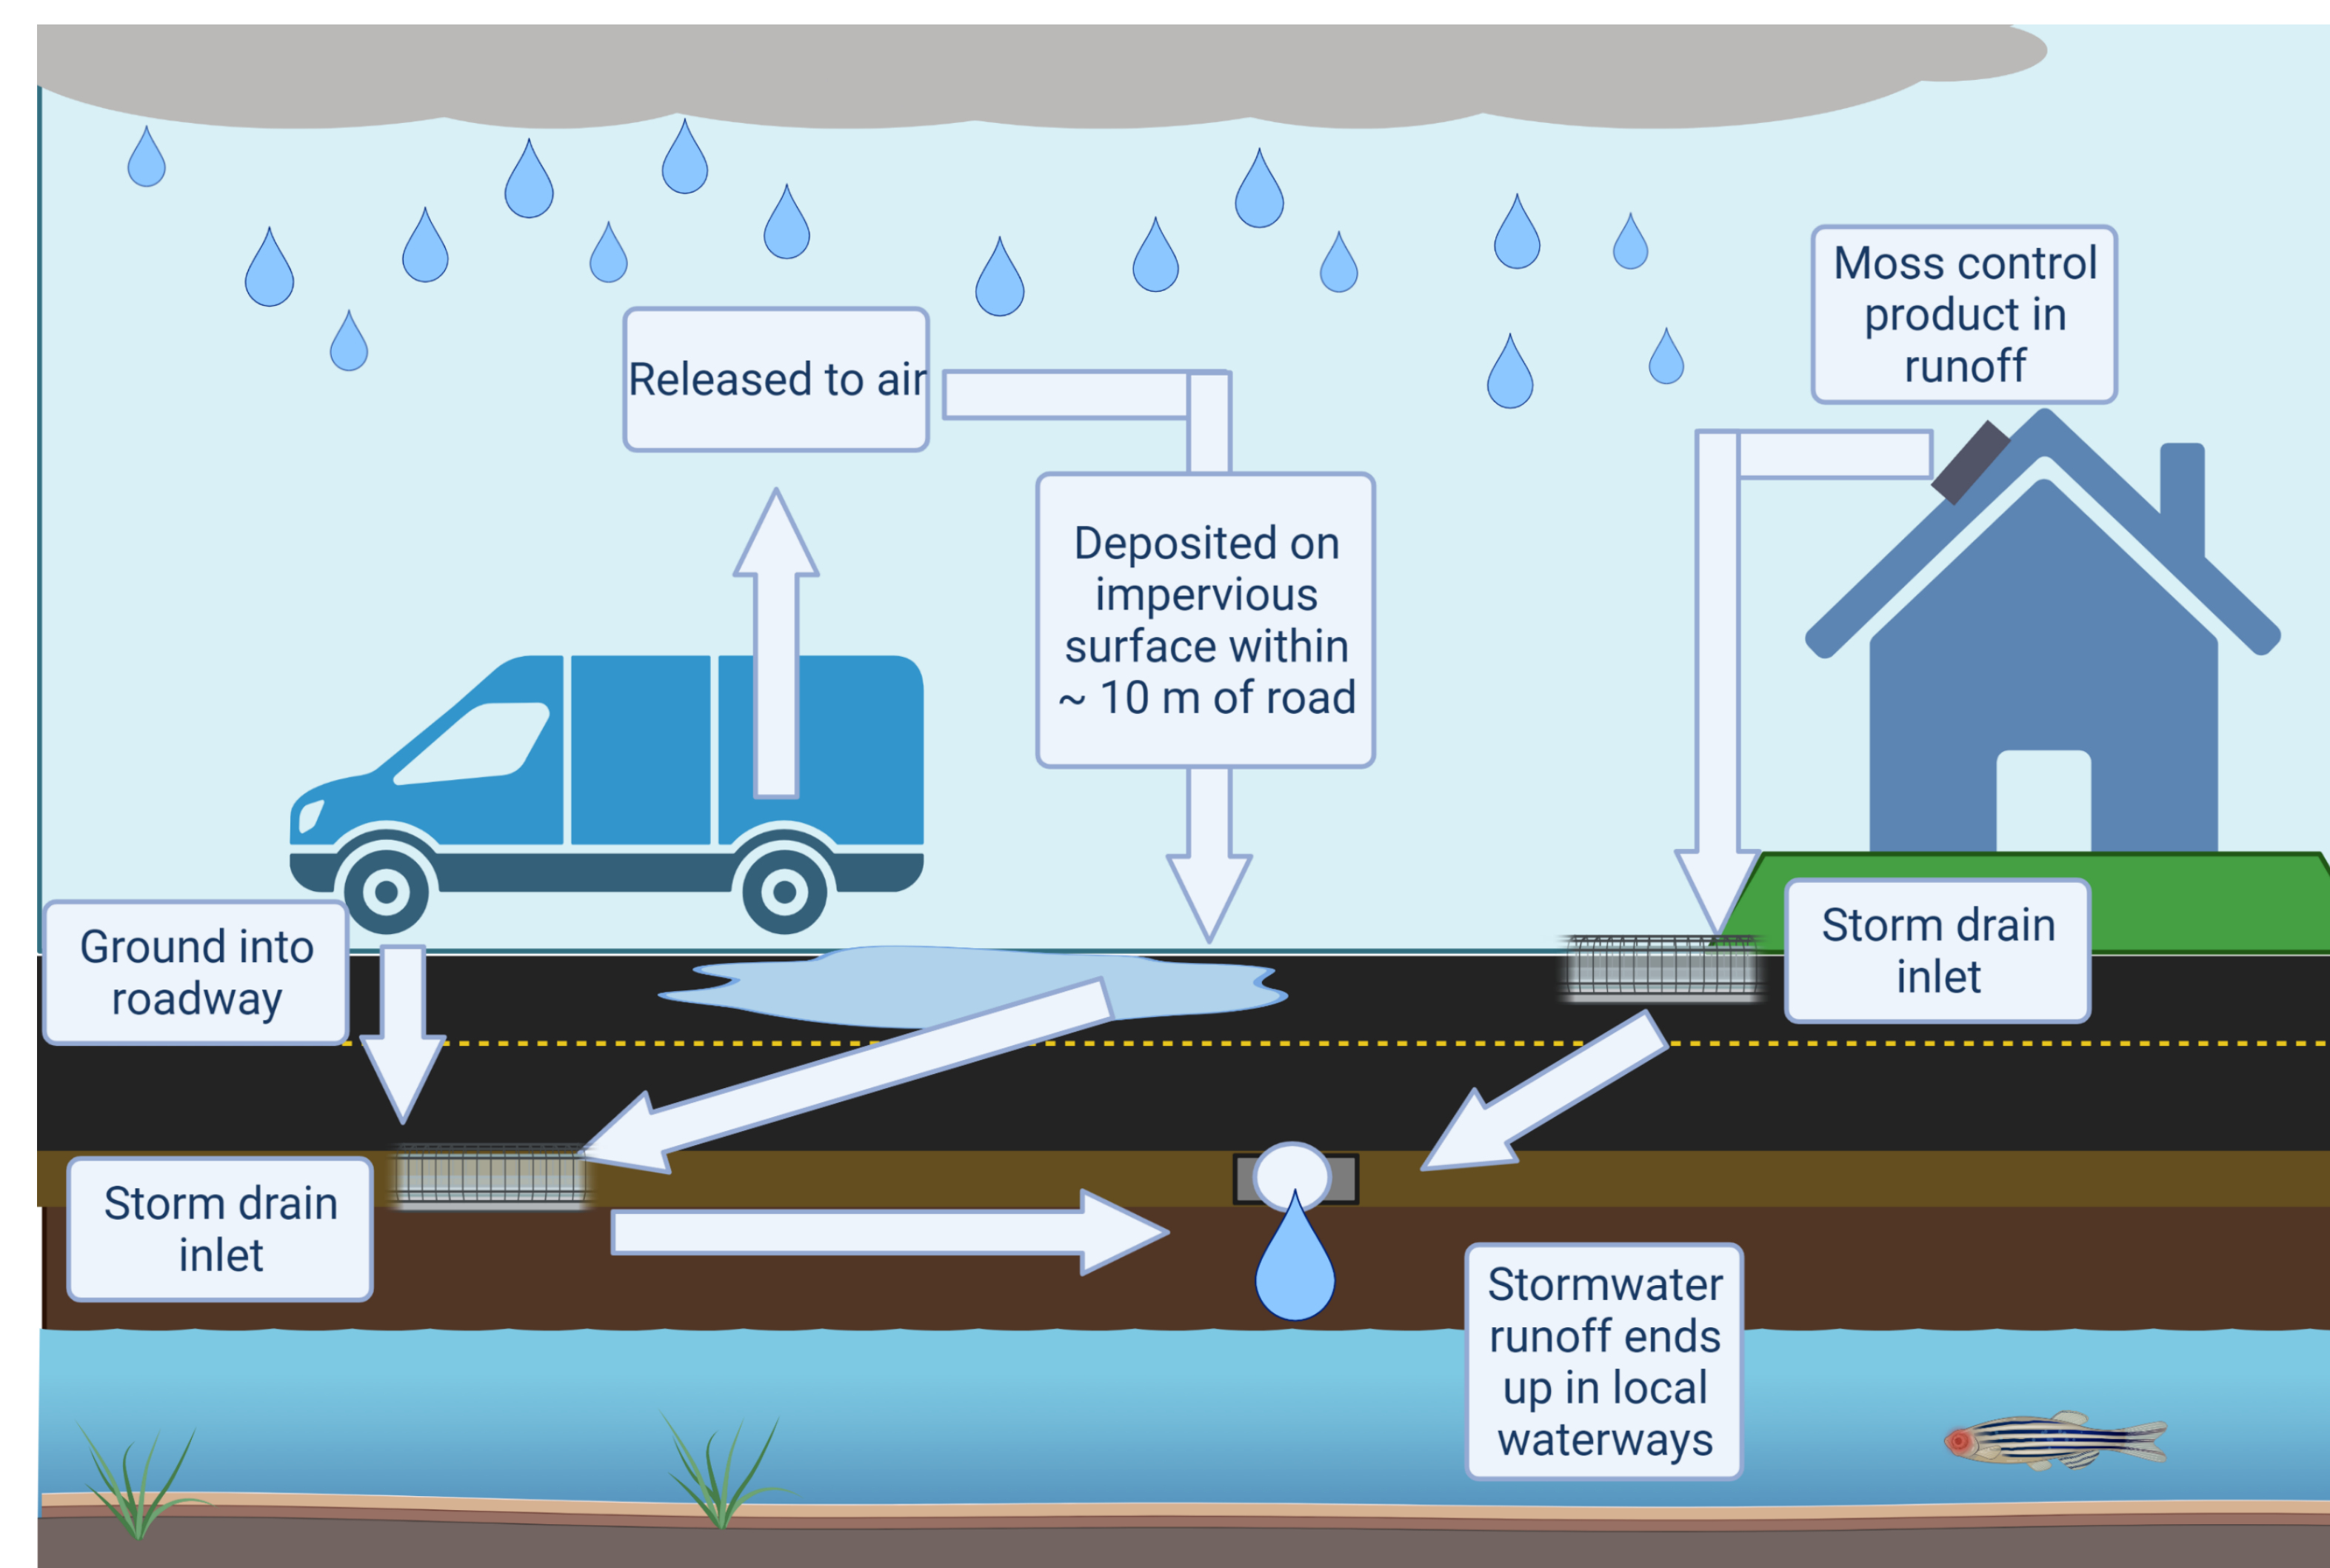 Moss control
product in
runoff
Released to air
Deposited on
impervious
surface within
~ 10 m of road
Ground into
roadway
Storm drain
inlet
Storm drain
inlet
Stormwater
runoff ends
up in local
waterways